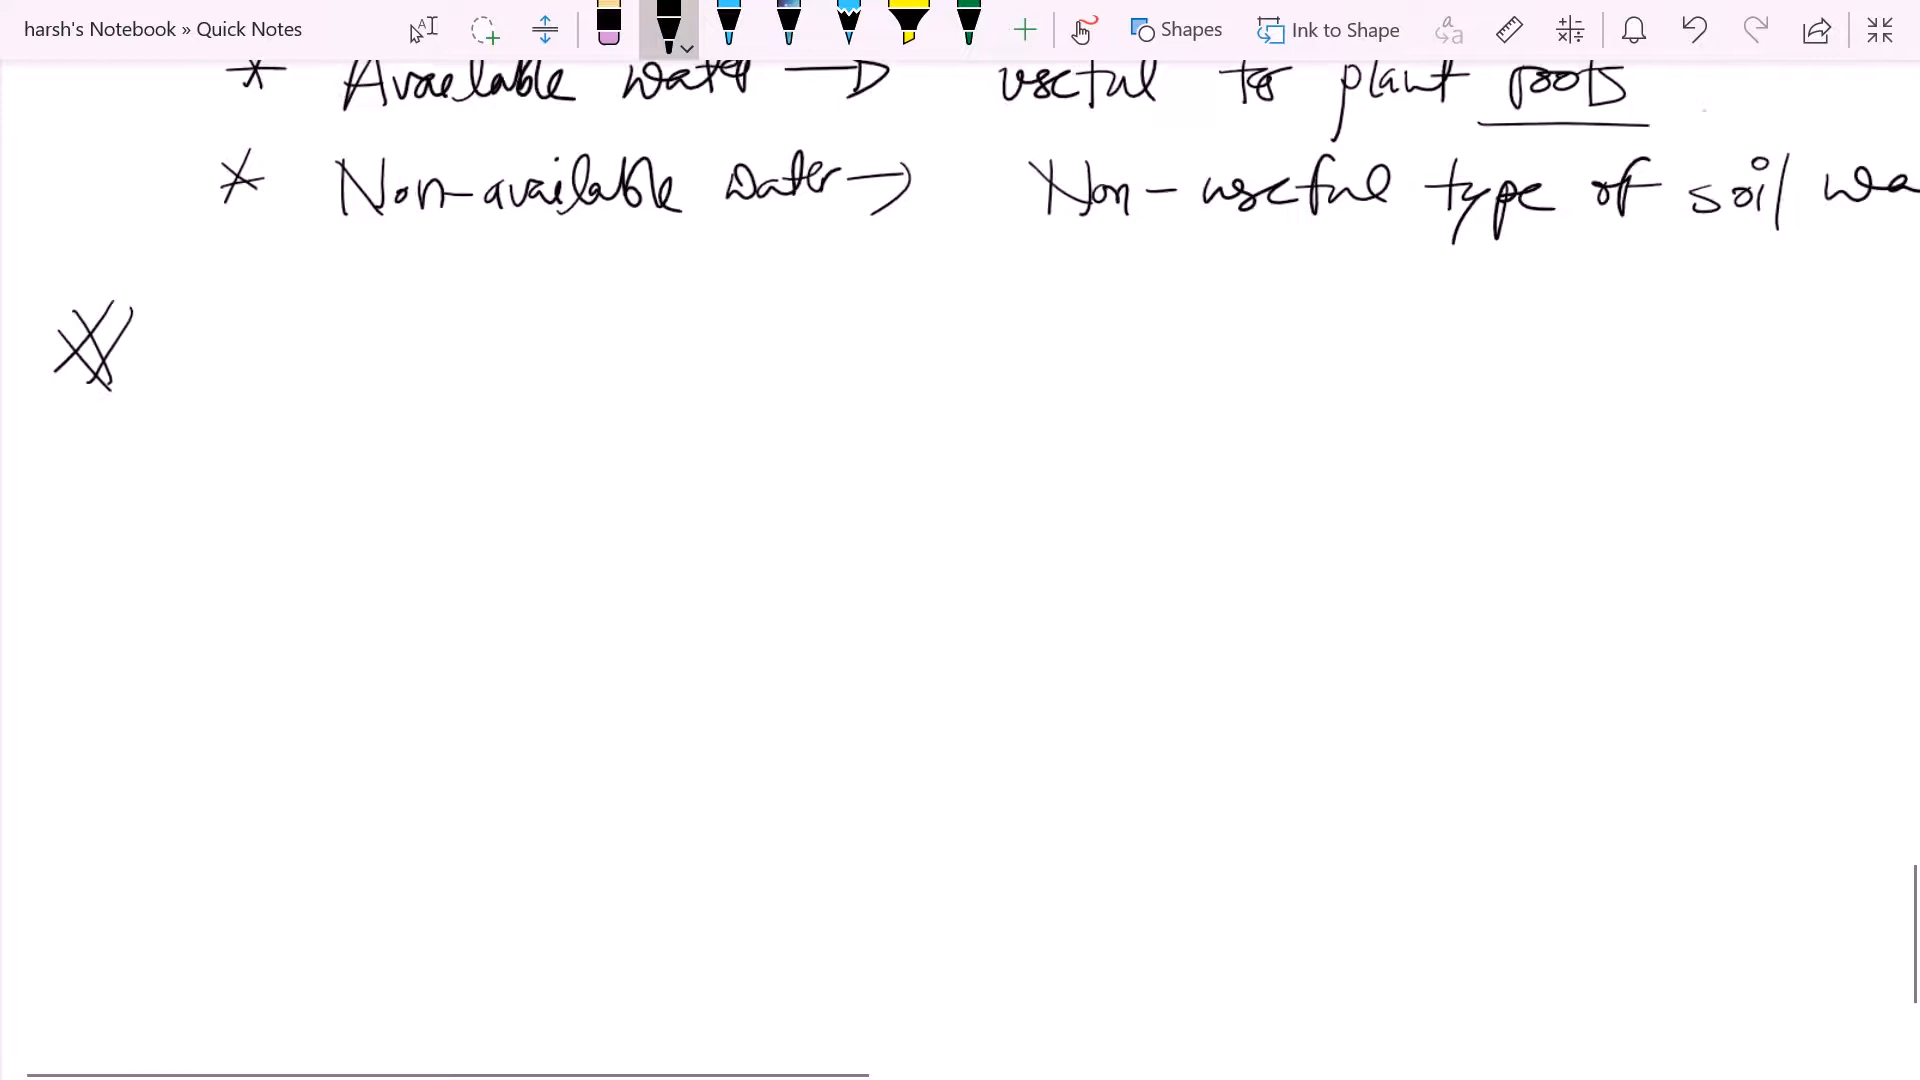 harsh's Notebook » Quick Notes
Shapes
Ink to Shape
* Available water → useful for plant roots
* Non-available water → Non-useful type of soil wa